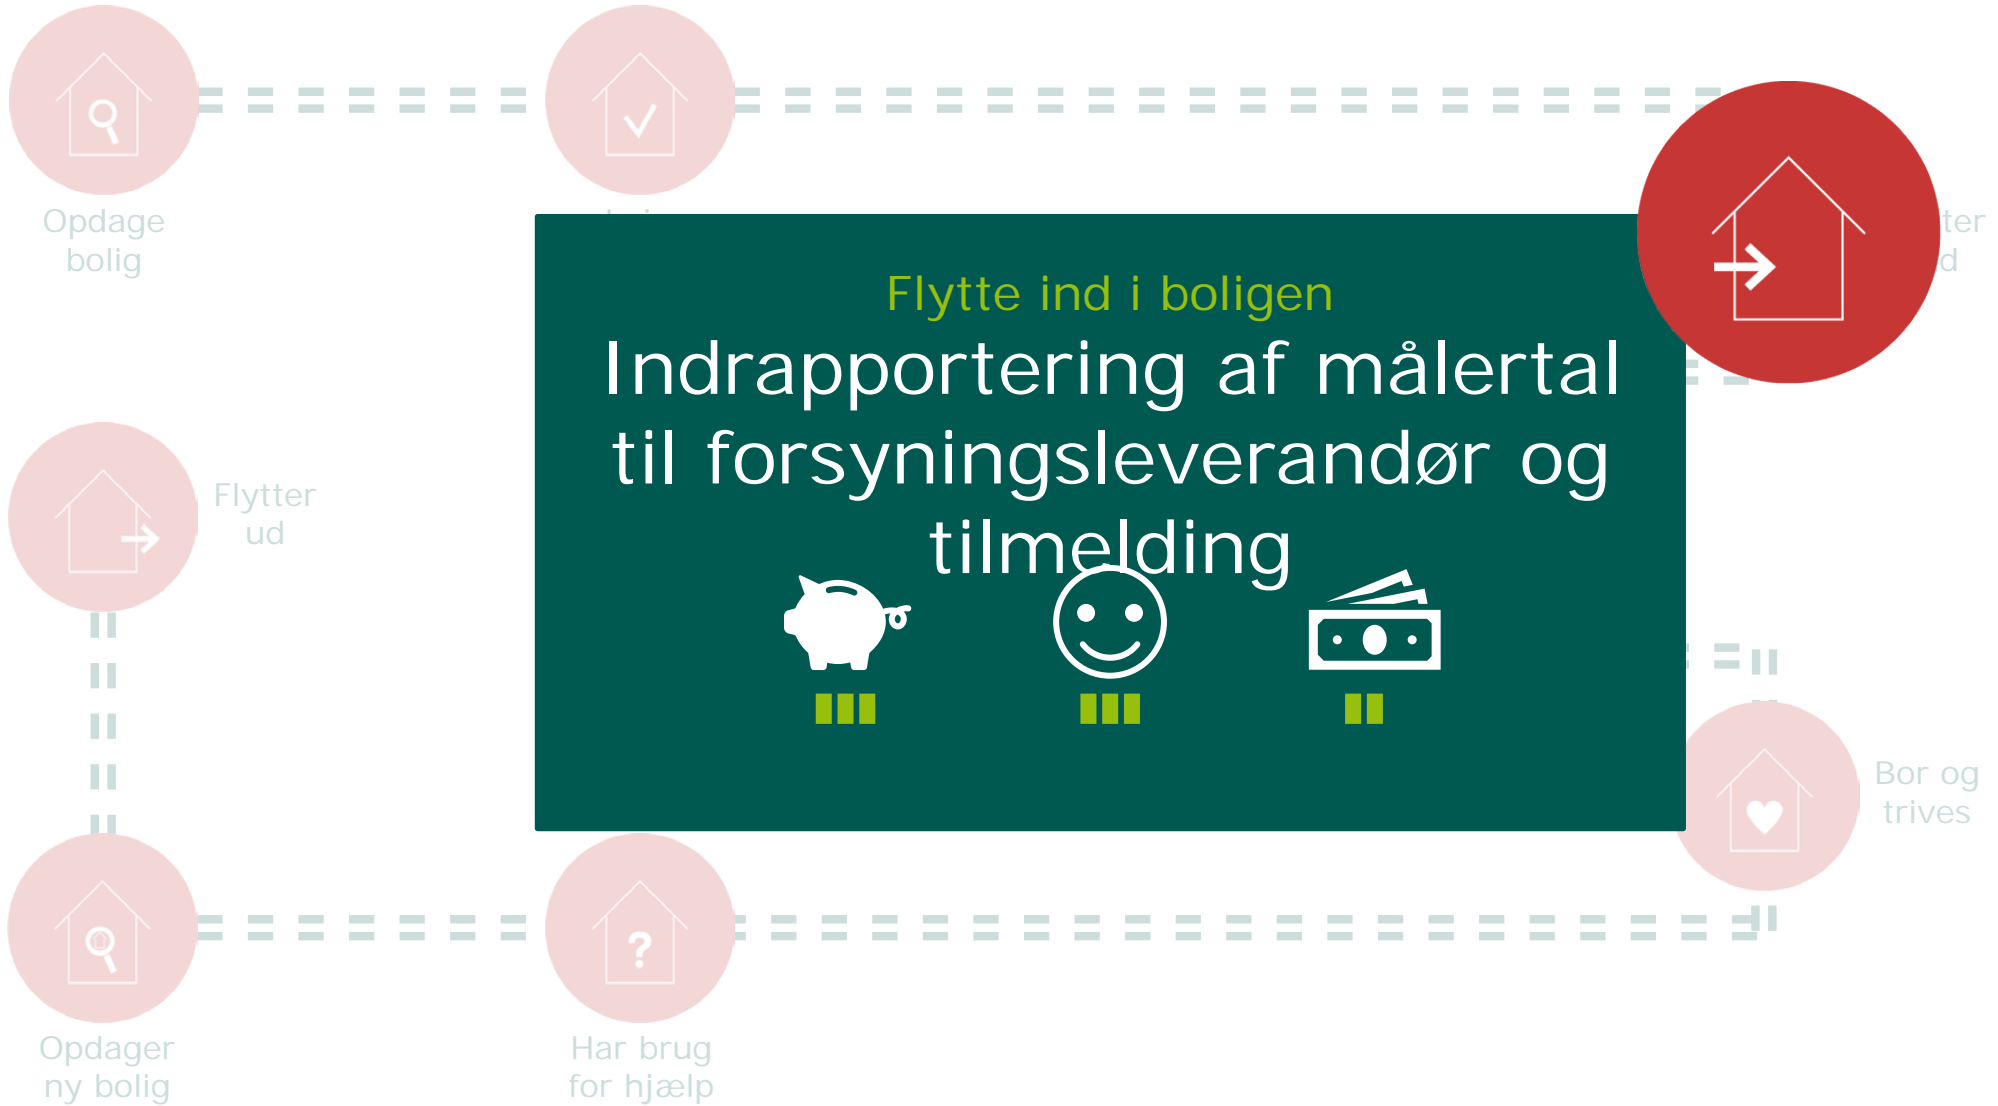 Opdage
bolig
ter
d
Flytte ind i boligen
Indrapportering af målertal
til forsyningsleverandør og
tilmelding
Flytter
ud
Bor og
trives
Opdager
ny bolig
Har brug
for hjælp
?